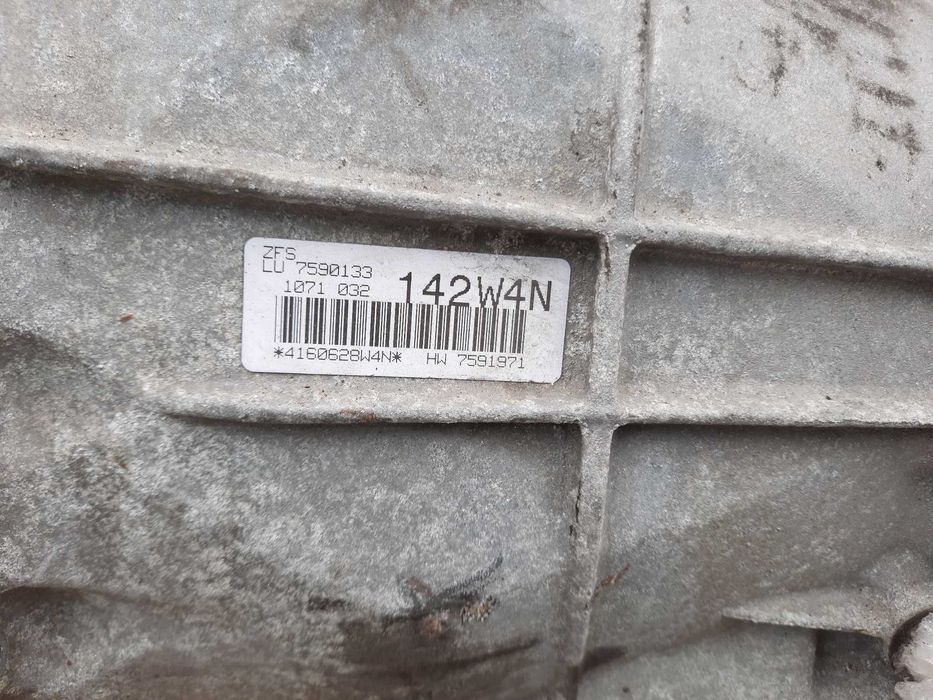 ZFS
LU 7590133
1071 032 142W4N
*4160628W4N* HW 7591971